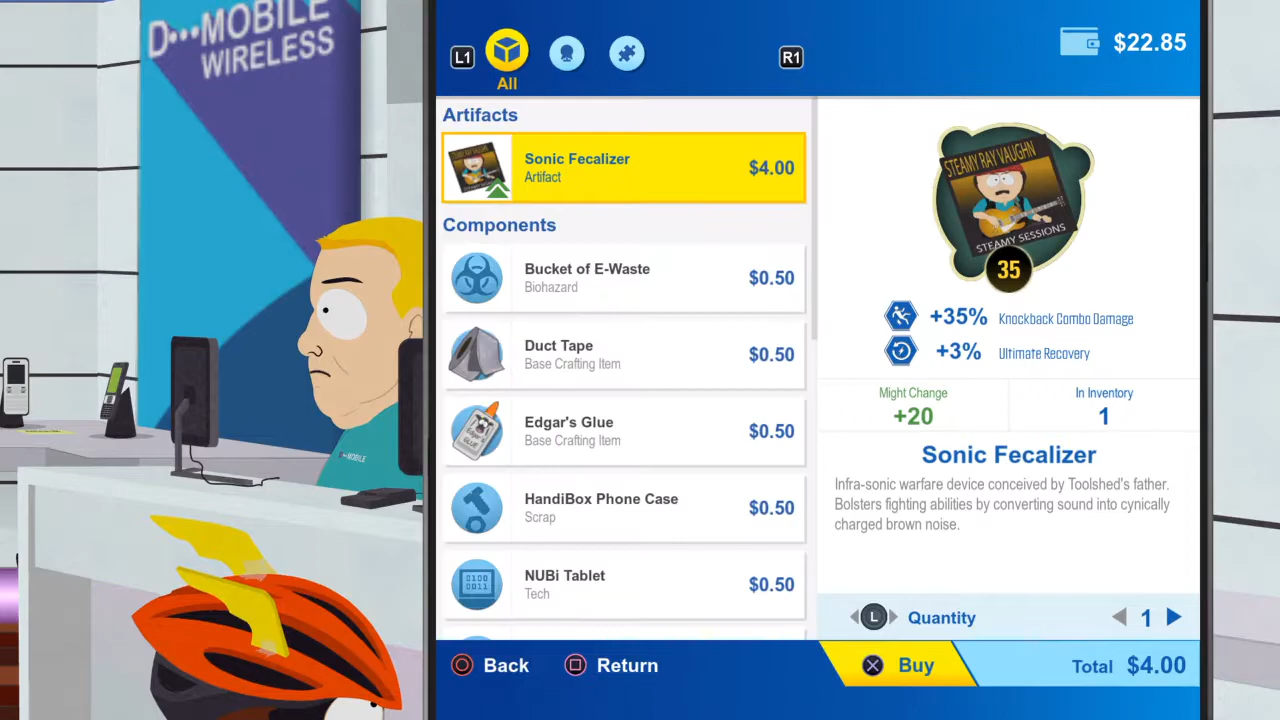 D···MOBILE
WIRELESS
L1
All
R1
$22.85
Artifacts
Sonic Fecalizer
Artifact
$4.00
Components
Bucket of E-Waste
Biohazard
$0.50
Duct Tape
Base Crafting Item
$0.50
Edgar's Glue
Base Crafting Item
$0.50
HandiBox Phone Case
Scrap
$0.50
NUBi Tablet
Tech
$0.50
0100
0011
STEAMY RAY VAUGHN
STEAMY SESSIONS
35
+35% Knockback Combo Damage
+3% Ultimate Recovery
Might Change
+20
In Inventory
1
Sonic Fecalizer
Infra-sonic warfare device conceived by Toolshed's father.
Bolsters fighting abilities by converting sound into cynically
charged brown noise.
L Quantity
1
Back
Return
Buy
Total $4.00